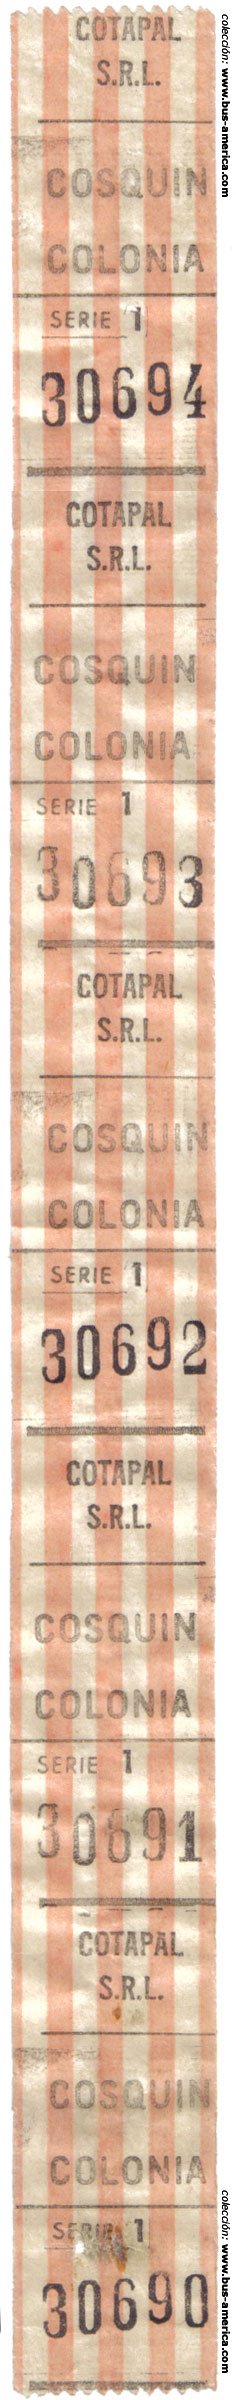 COTAPAL
S.R.L.
COSQUIN
COLONIA
SERIE 1
30694
COTAPAL
S.R.L.
COSQUIN
COLONIA
SERIE 1
30693
COTAPAL
S.R.L.
COSQUIN
COLONIA
SERIE 1
30692
COTAPAL
S.R.L.
COSQUIN
COLONIA
SERIE 1
30691
COTAPAL
S.R.L.
COSQUIN
COLONIA
SERIE 1
30690
colección: www.bus-america.com
colección: www.bus-america.com